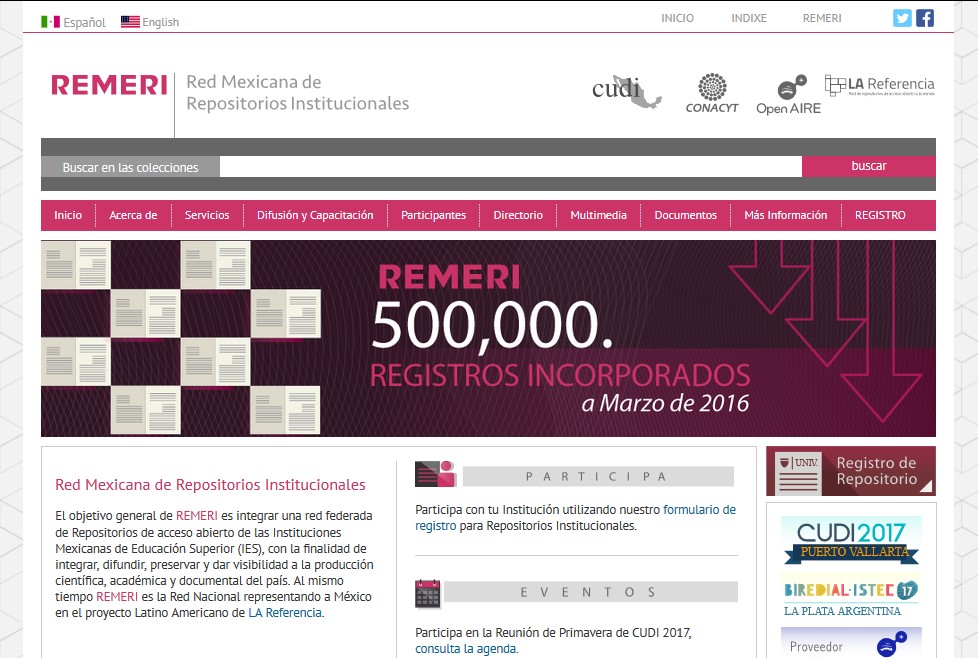 Español English INICIO INDIXE REMERI
REMERI
Red Mexicana de
Repositorios Institucionales
cudi
CONACYT
Open AIRE
LA Referencia
Buscar en las colecciones
buscar
Inicio Acerca de Servicios Difusión y Capacitación Participantes Directorio Multimedia Documentos Más Información REGISTRO
REMERI
500,000.
REGISTROS INCORPORADOS
a Marzo de 2016
Red Mexicana de Repositorios Institucionales
El objetivo general de REMERI es integrar una red federada
de Repositorios de acceso abierto de las Instituciones
Mexicanas de Educación Superior (IES), con la finalidad de
integrar, difundir, preservar y dar visibilidad a la producción
científica, académica y documental del país. Al mismo
tiempo REMERI es la Red Nacional representando a México
en el proyecto Latino Americano de LA Referencia.
PARTICIPA
Participa con tu Institución utilizando nuestro formulario de
registro para Repositorios Institucionales.
EVENTOS
Participa en la Reunión de Primavera de CUDI 2017,
consulta la agenda.
UNIV.
Registro de
Repositorio
CUDI2017
PUERTO VALLARTA
BIREDIAL-ISTEC 17
LA PLATA ARGENTINA
Proveedor